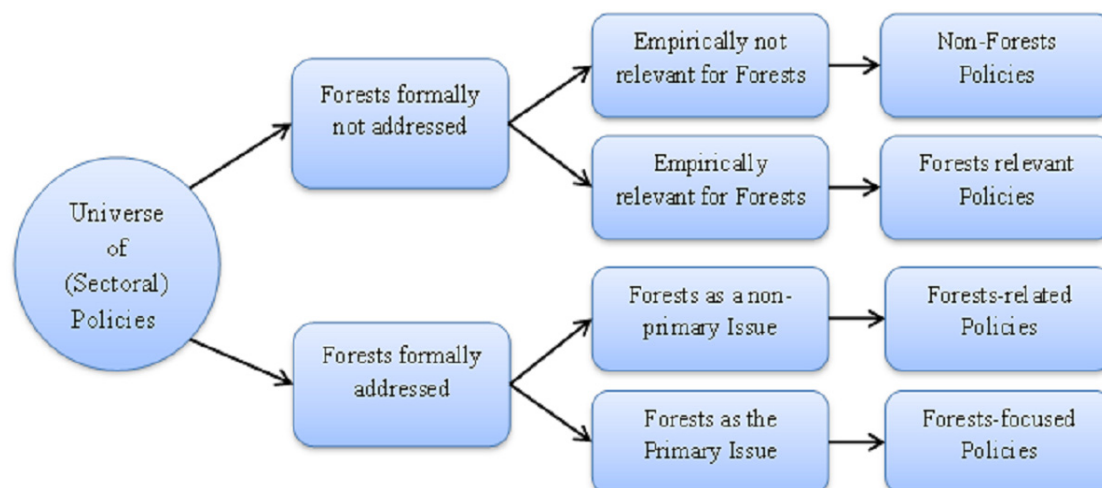 Universe
of
(Sectoral)
Policies
Forests formally
not addressed
Forests formally
addressed
Empirically not
relevant for Forests
Empirically
relevant for Forests
Forests as a non-
primary Issue
Forests as the
Primary Issue
Non-Forests
Policies
Forests relevant
Policies
Forests-related
Policies
Forests-focused
Policies